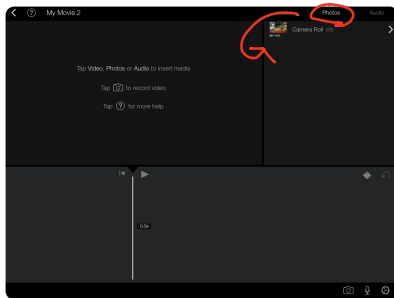 My Movie 2
Photos
Audio
Camera Roll
Tap Video, Photos or Audio to insert media
Tap to record video
Tap ? for more help
0.0s